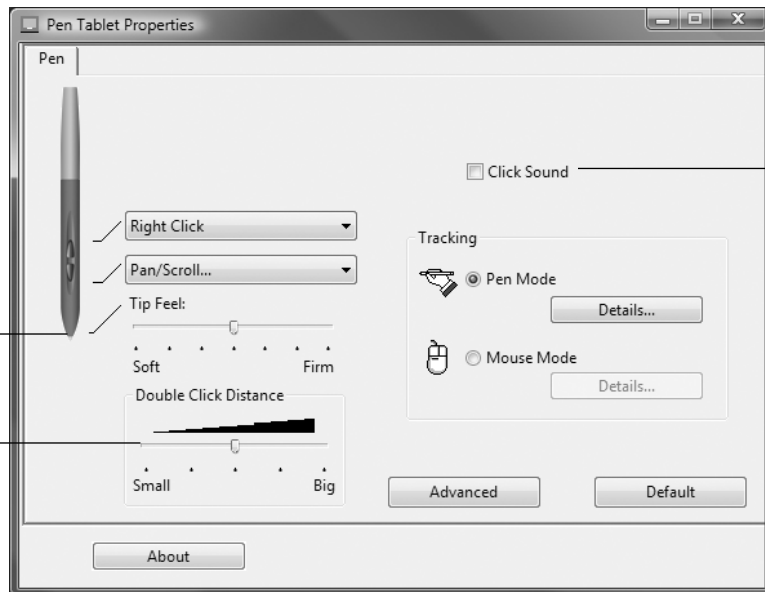 Pen Tablet Properties
Pen
Click Sound
Right Click
Pan/Scroll...
Tip Feel:
Soft Firm
Double Click Distance
Small Big
Tracking
Pen Mode
Details...
Mouse Mode
Details...
Advanced Default
About